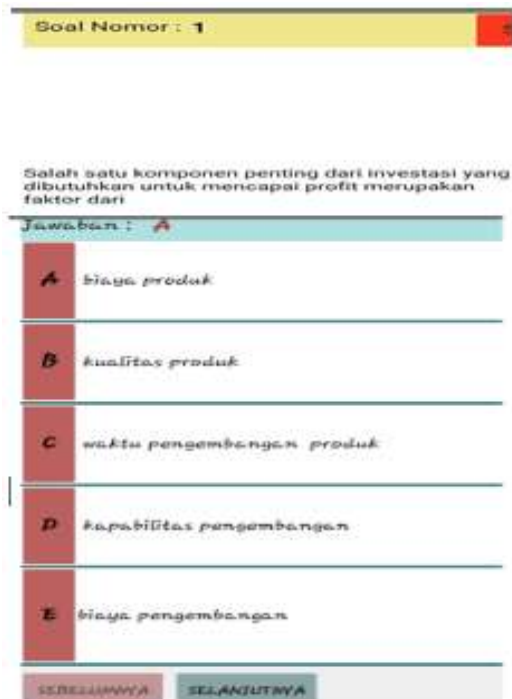 Soal Nomor : 1
Salah satu komponen penting dari investasi yang
dibutuhkan untuk mencapai profit merupakan
faktor dari
Jawaban : A
A biaya produk
B kualitas produk
C waktu pengembangan produk
D kapabilitas pengembangan
E biaya pengembangan
SEBELUMNYA SELANJUTNYA